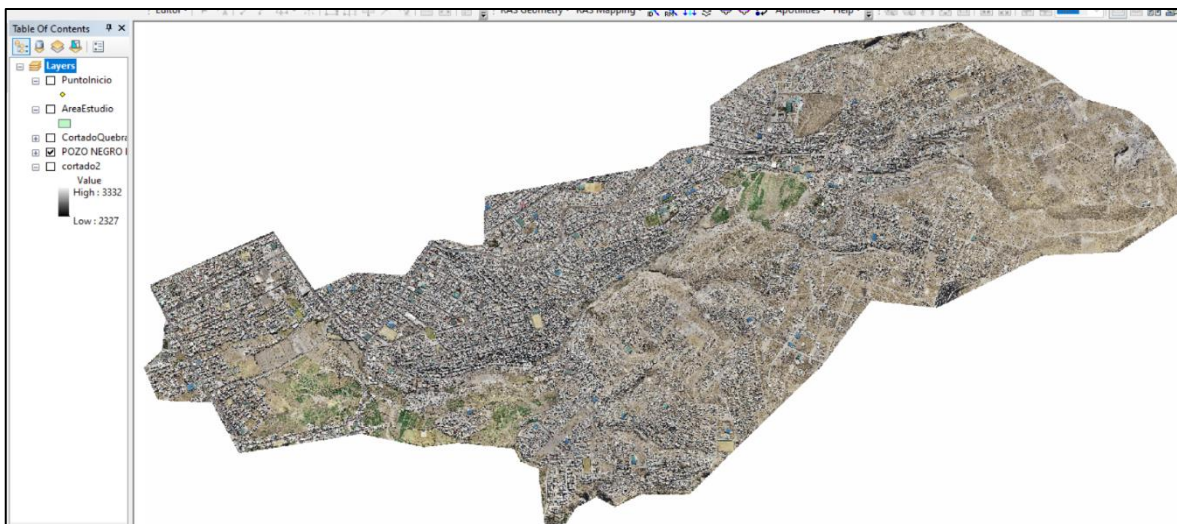 Editor
RAS Geometry RAS Mapping ApUtilities Help
Table Of Contents
Layers
PuntoInicio
AreaEstudio
CortadoQuebra
POZO NEGRO
cortado2
Value
High : 3332
Low : 2327